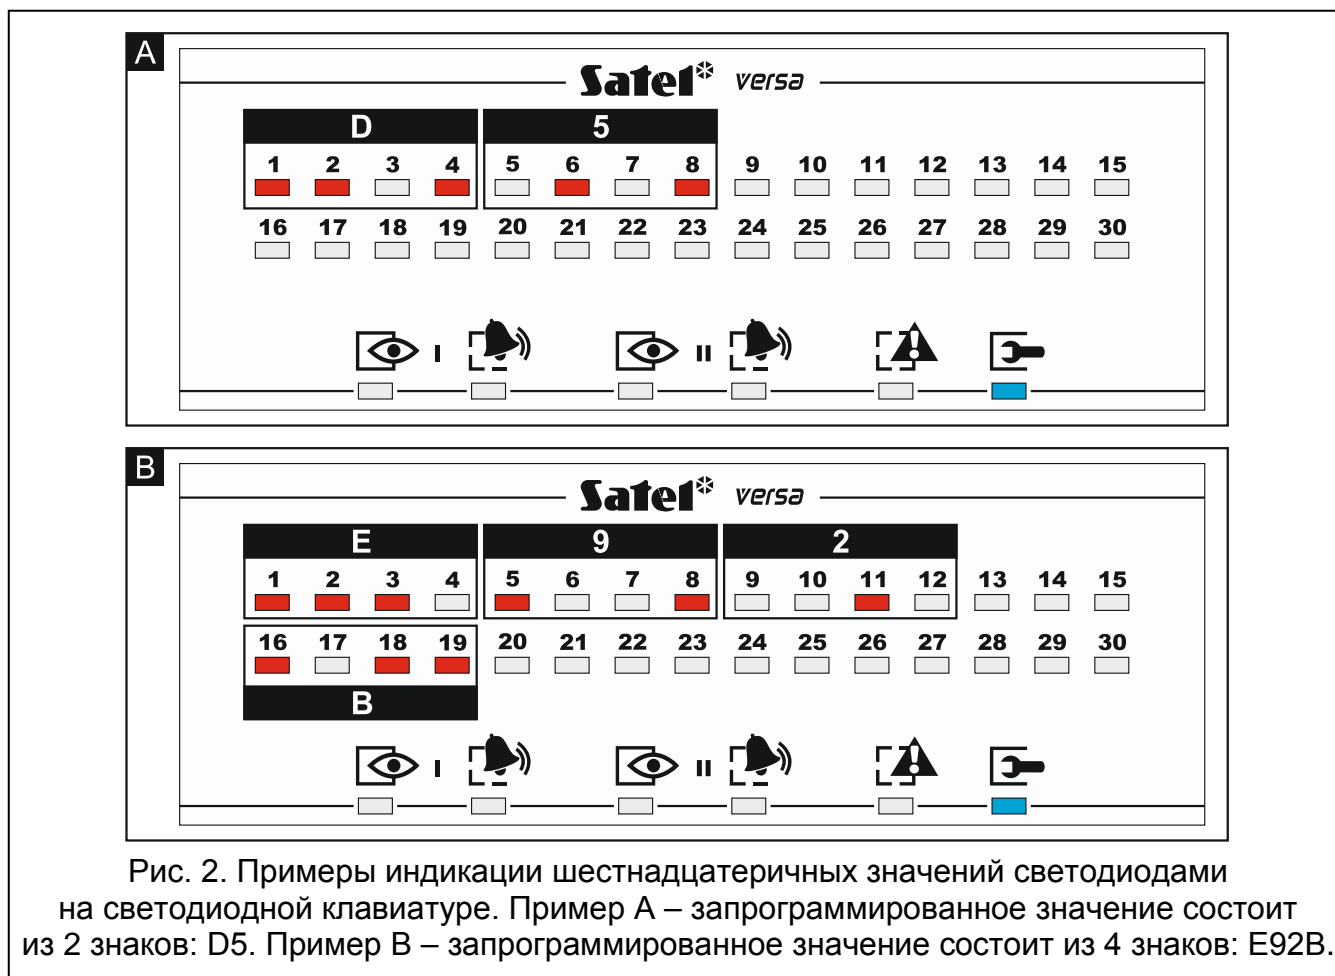 A
Satel* versa
D 5
1 2 3 4 5 6 7 8 9 10 11 12 13 14 15
16 17 18 19 20 21 22 23 24 25 26 27 28 29 30
I II
B
Satel* versa
E 9 2
1 2 3 4 5 6 7 8 9 10 11 12 13 14 15
16 17 18 19 20 21 22 23 24 25 26 27 28 29 30
B
I II
Рис. 2. Примеры индикации шестнадцатеричных значений светодиодами
на светодиодной клавиатуре. Пример A – запрограммированное значение состоит
из 2 знаков: D5. Пример B – запрограммированное значение состоит из 4 знаков: E92B.